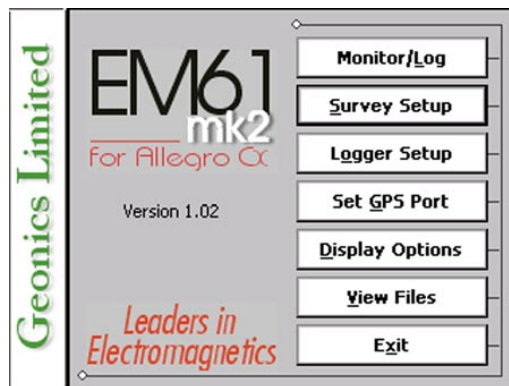 Geonics Limited
EM61
mk2
for Allegro CX
Version 1.02
Leaders in
Electromagnetics
Monitor/Log
Survey Setup
Logger Setup
Set GPS Port
Display Options
View Files
Exit